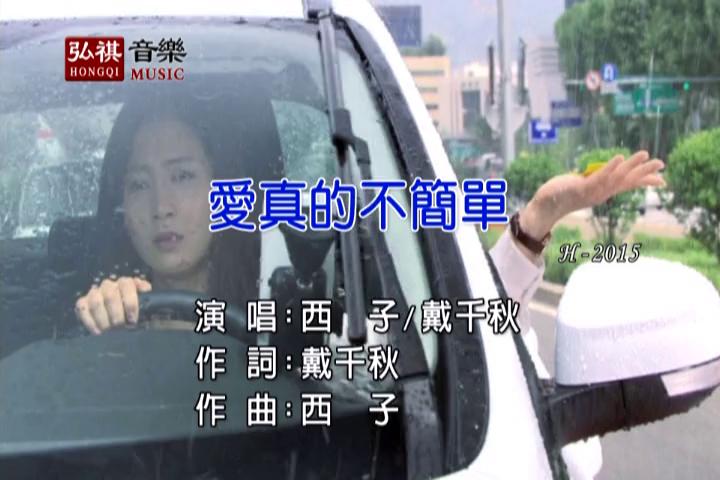 弘祺 音樂
HONGQI MUSIC
愛真的不簡單
H-2015
演 唱:西 子/戴千秋
作 詞:戴千秋
作 曲:西 子